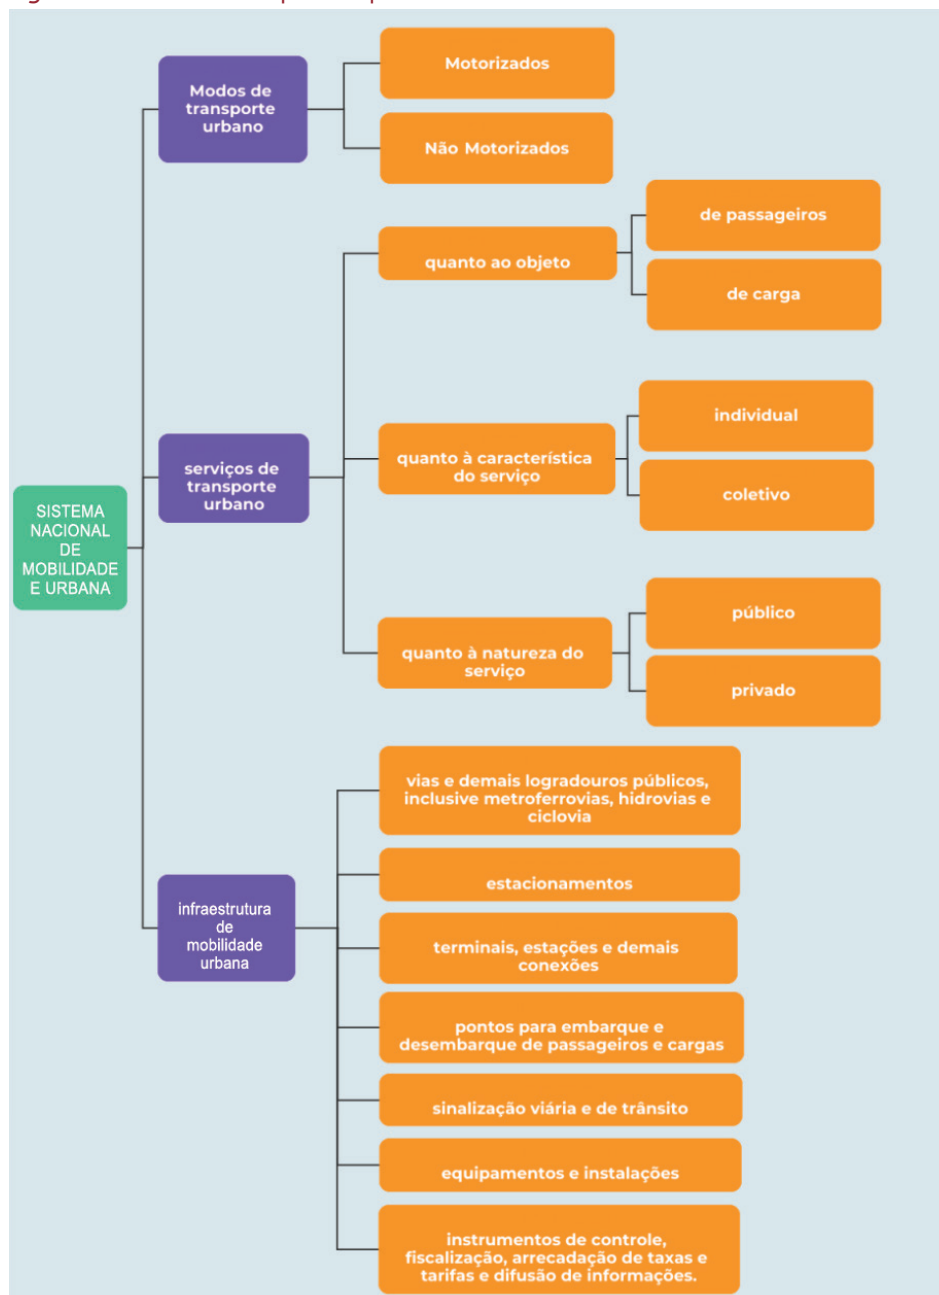 Modos de
transporte
urbano
Motorizados
Não Motorizados
de passageiros
quanto ao objeto
de carga
individual
serviços de
transporte
urbano
quanto à característica
do serviço
coletivo
SISTEMA
NACIONAL
DE
MOBILIDADE
E URBANA
público
quanto à natureza do
serviço
privado
vias e demais logradouros públicos,
inclusive metroferrovias, hidrovias e
ciclovia
estacionamentos
infraestrutura
de
mobilidade
urbana
terminais, estações e demais
conexões
pontos para embarque e
desembarque de passageiros e cargas
sinalização viária e de trânsito
equipamentos e instalações
instrumentos de controle,
fiscalização, arrecadação de taxas e
tarifas e difusão de informações.